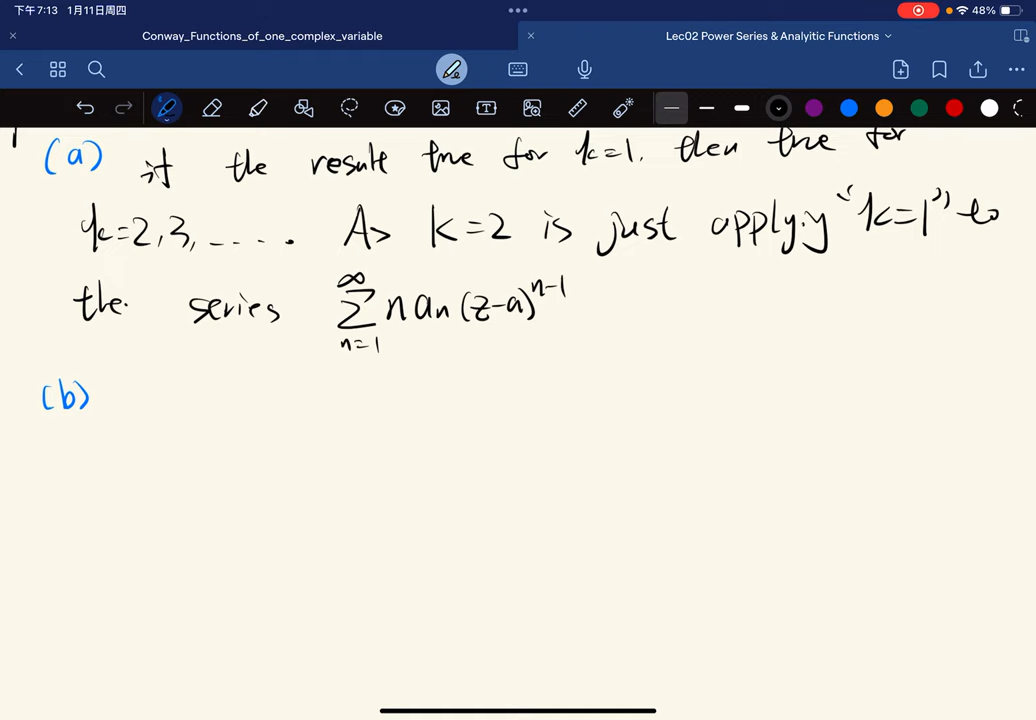 下午7:13 1月11日周四
48%
Conway_Functions_of_one_complex_variable
Lec02 Power Series & Analyitic Functions
(a) if the result true for k=1, then true for
k=2,3,...... As k=2 is just applying "k=1" to
the series ∑_{n=1}^{∞} n an (z-a)^{n-1}
(b)